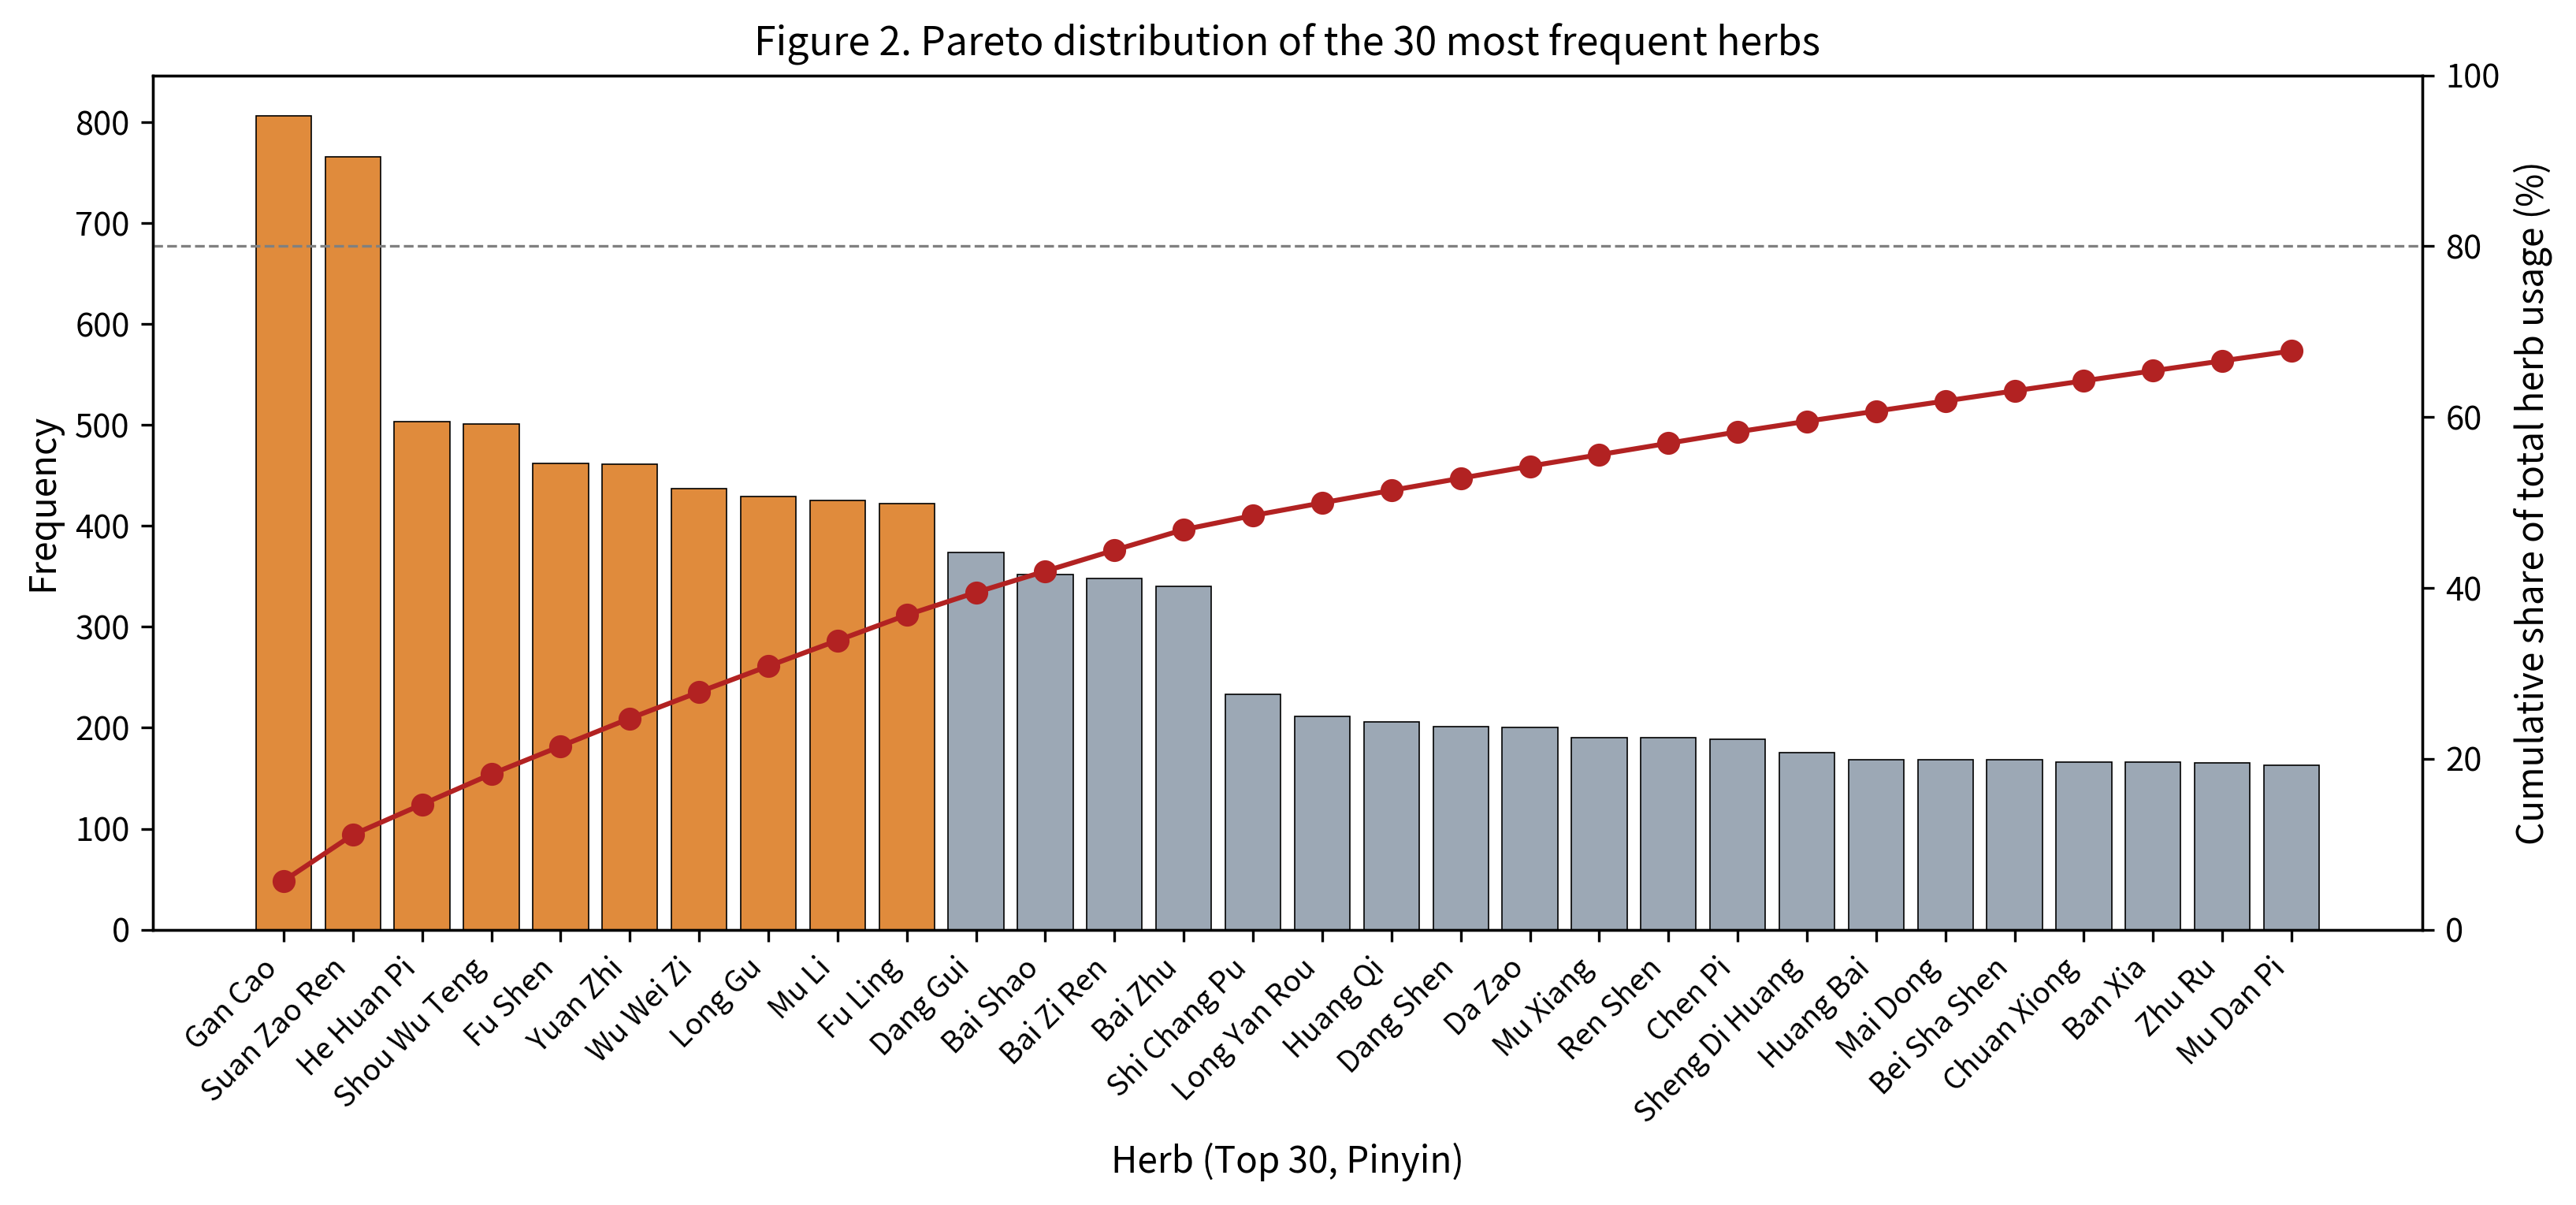 Figure 2. Pareto distribution of the 30 most frequent herbs
Frequency
800
700
600
500
400
300
200
100
0
100
80
60
40
20
0
Cumulative share of total herb usage (%)
Gan Cao
Suan Zao Ren
He Huan Pi
Shou Wu Teng
Fu Shen
Yuan Zhi
Wu Wei Zi
Long Gu
Mu Li
Fu Ling
Dang Gui
Bai Shao
Bai Zi Ren
Bai Zhu
Shi Chang Pu
Long Yan Rou
Huang Qi
Dang Shen
Da Zao
Mu Xiang
Ren Shen
Chen Pi
Sheng Di Huang
Huang Bai
Mai Dong
Bei Sha Shen
Chuan Xiong
Ban Xia
Zhu Ru
Mu Dan Pi
Herb (Top 30, Pinyin)